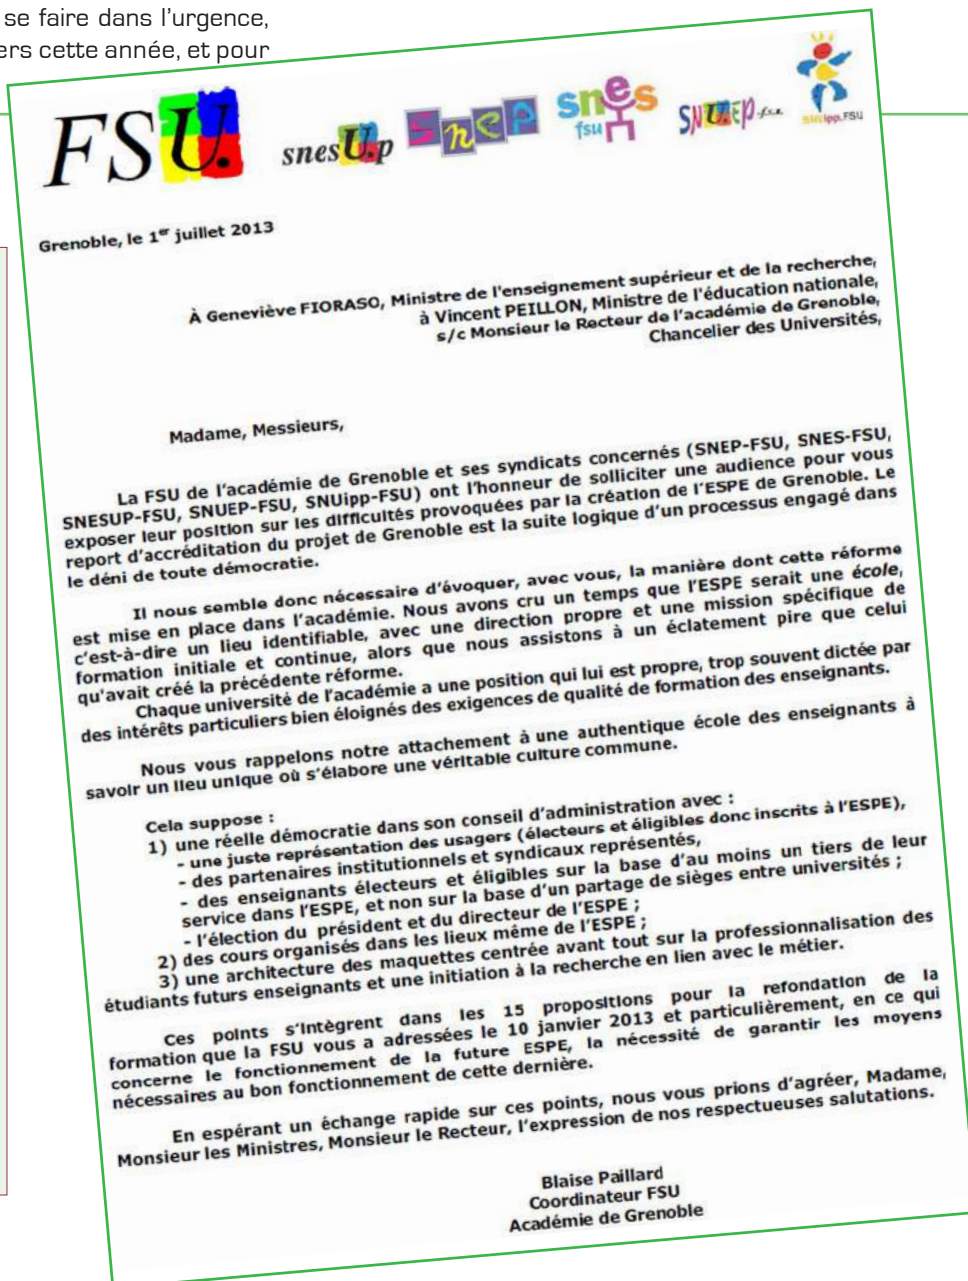 se faire dans l'urgence,
ers cette année, et pour
FSU.
snesU.p
snep
snes
fsu
SNUEP-fsu
SNUipp.FSU
Grenoble, le 1er juillet 2013
À Geneviève FIORASO, Ministre de l'enseignement supérieur et de la recherche,
à Vincent PEILLON, Ministre de l'éducation nationale,
s/c Monsieur le Recteur de l'académie de Grenoble,
Chancelier des Universités,
Madame, Messieurs,
La FSU de l'académie de Grenoble et ses syndicats concernés (SNEP-FSU, SNES-FSU,
SNESUP-FSU, SNUEP-FSU, SNUipp-FSU) ont l'honneur de solliciter une audience pour vous
exposer leur position sur les difficultés provoquées par la création de l'ESPE de Grenoble. Le
report d'accréditation du projet de Grenoble est la suite logique d'un processus engagé dans
le déni de toute démocratie.
Il nous semble donc nécessaire d'évoquer, avec vous, la manière dont cette réforme
est mise en place dans l'académie. Nous avons cru un temps que l'ESPE serait une école,
c'est-à-dire un lieu identifiable, avec une direction propre et une mission spécifique de
formation initiale et continue, alors que nous assistons à un éclatement pire que celui
qu'avait créé la précédente réforme.
Chaque université de l'académie a une position qui lui est propre, trop souvent dictée par
des intérêts particuliers bien éloignés des exigences de qualité de formation des enseignants.
Nous vous rappelons notre attachement à une authentique école des enseignants à
savoir un lieu unique où s'élabore une véritable culture commune.
Cela suppose :
1) une réelle démocratie dans son conseil d'administration avec :
- une juste représentation des usagers (électeurs et éligibles donc inscrits à l'ESPE),
- des partenaires institutionnels et syndicaux représentés,
- des enseignants électeurs et éligibles sur la base d'au moins un tiers de leur
service dans l'ESPE, et non sur la base d'un partage de sièges entre universités ;
- l'élection du président et du directeur de l'ESPE ;
2) des cours organisés dans les lieux même de l'ESPE ;
3) une architecture des maquettes centrée avant tout sur la professionnalisation des
étudiants futurs enseignants et une initiation à la recherche en lien avec le métier.
Ces points s'intègrent dans les 15 propositions pour la refondation de la
formation que la FSU vous a adressées le 10 janvier 2013 et particulièrement, en ce qui
concerne le fonctionnement de la future ESPE, la nécessité de garantir les moyens
nécessaires au bon fonctionnement de cette dernière.
En espérant un échange rapide sur ces points, nous vous prions d'agréer, Madame,
Monsieur les Ministres, Monsieur le Recteur, l'expression de nos respectueuses salutations.
Blaise Paillard
Coordinateur FSU
Académie de Grenoble